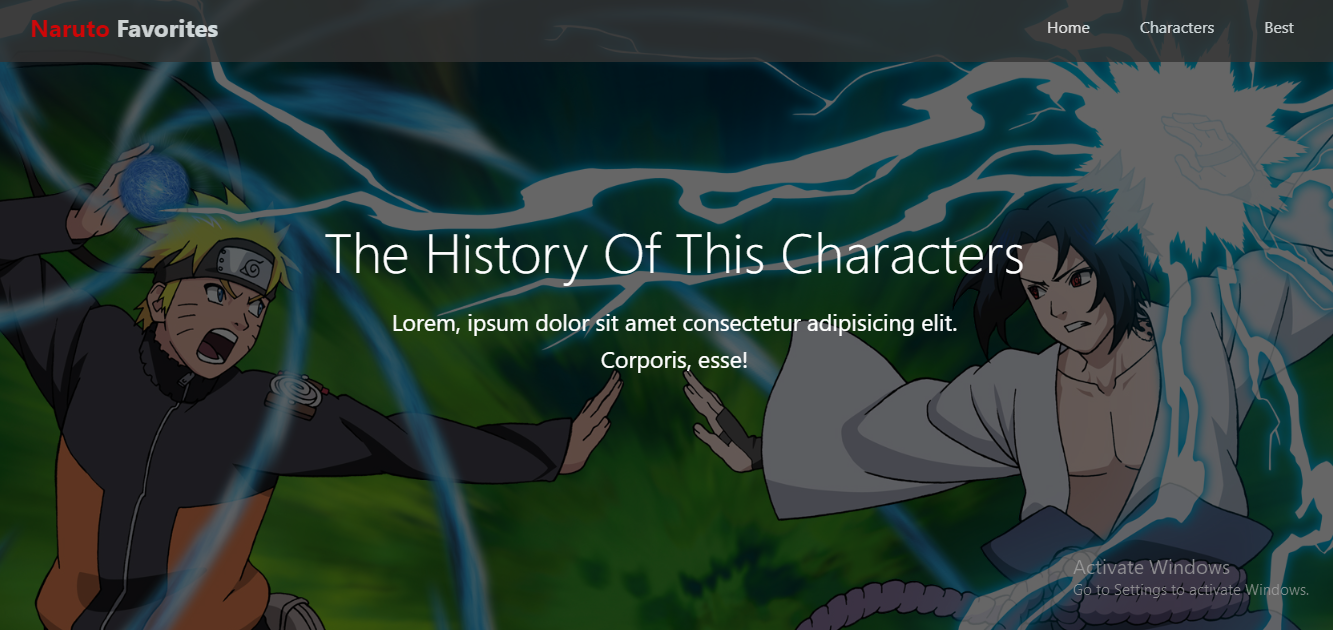 Naruto Favorites
Home Characters Best
The History Of This Characters
Lorem, ipsum dolor sit amet consectetur adipisicing elit.
Corporis, esse!
Activate Windows
Go to Settings to activate Windows.